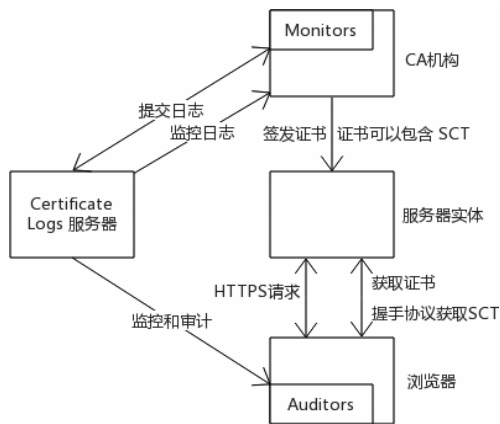 Monitors
CA机构
提交日志
监控日志
签发证书
证书可以包含 SCT
Certificate
Logs 服务器
服务器实体
HTTPS请求
获取证书
握手协议获取SCT
监控和审计
浏览器
Auditors